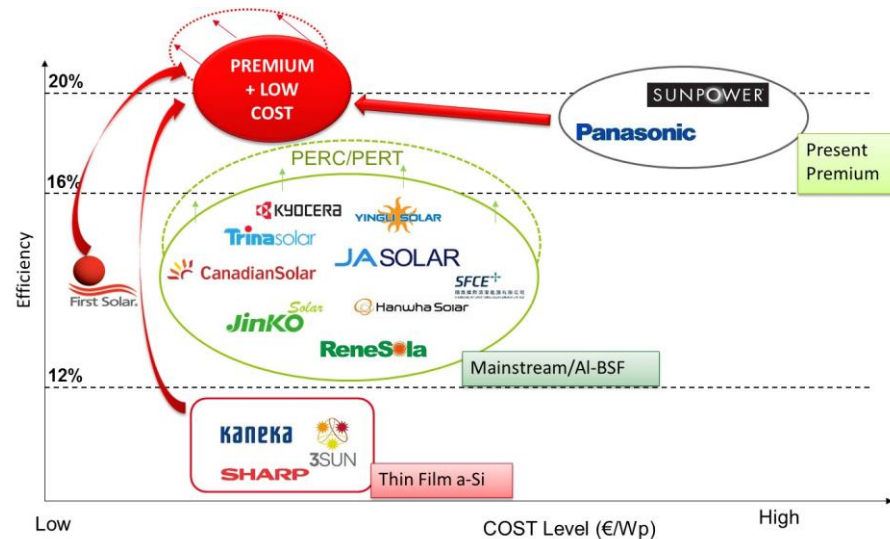 PREMIUM
+ LOW
COST
20%
SUNPOWER®
Panasonic
Present
Premium
PERC/PERT
16%
KYOCERA
YINGLI SOLAR
Trinasolar
JA SOLAR
CanadianSolar
SFCE+
First Solar.
Efficiency
Solar
JinKO
Hanwha Solar
ReneSola
Mainstream/Al-BSF
12%
Kaneka
3SUN
SHARP
Thin Film a-Si
Low
COST Level (€/Wp)
High